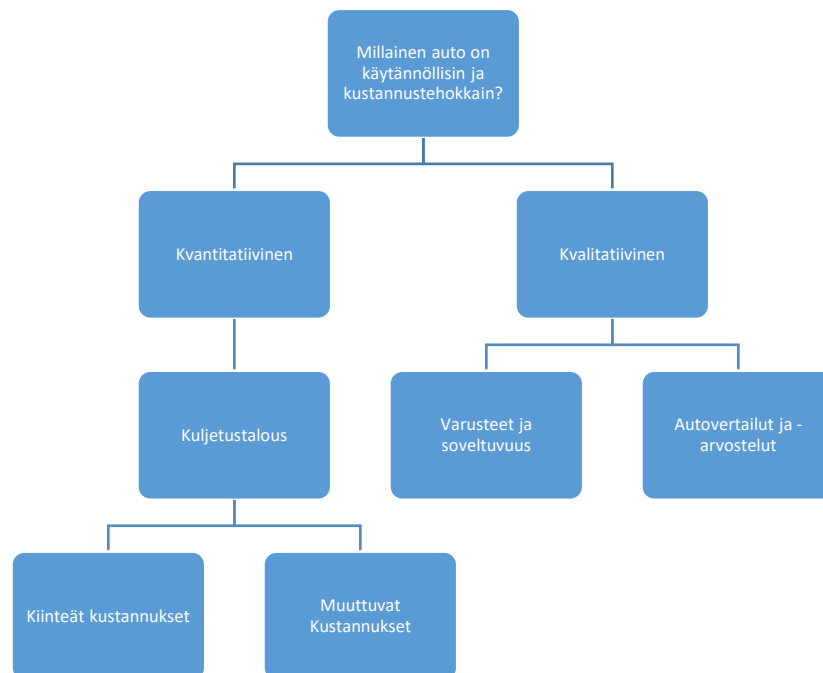 Millainen auto on
käytännöllisin ja
kustannustehokkain?
Kvantitatiivinen
Kvalitatiivinen
Kuljetustalous
Varusteet ja
soveltuvuus
Autovertailut ja -
arvostelut
Kiinteät kustannukset
Muuttuvat
Kustannukset